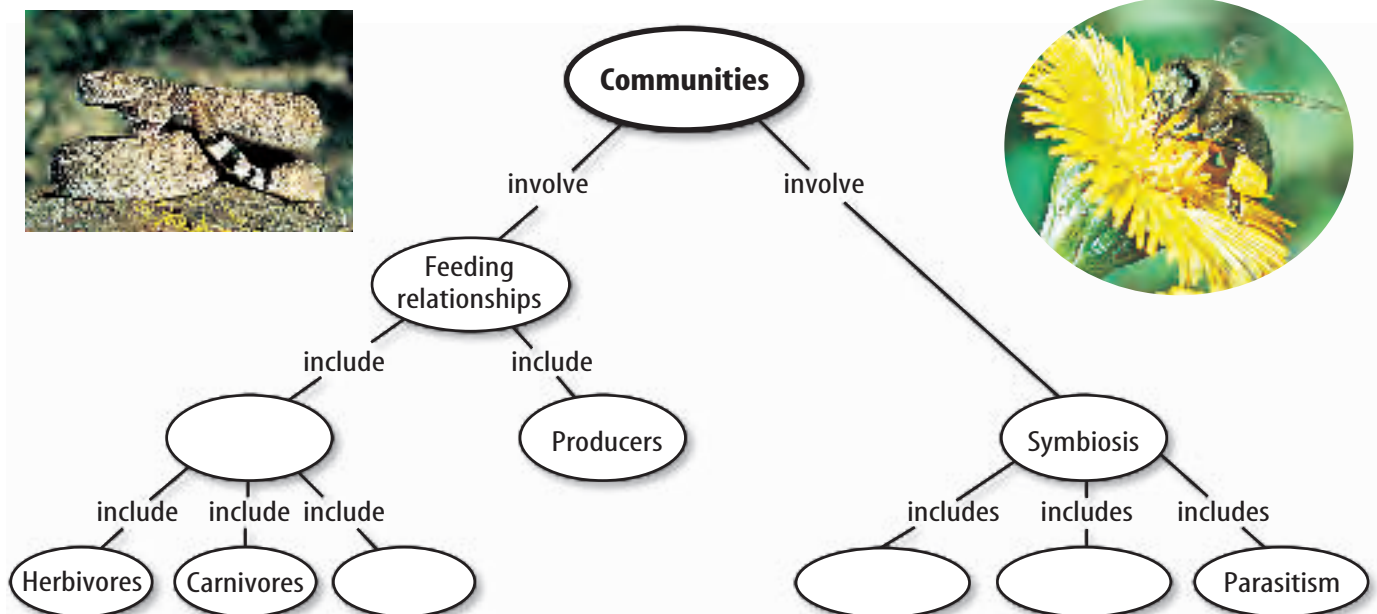 Communities
involve
involve
Feeding
relationships
include
include
Producers
Symbiosis
include
include
include
includes
includes
includes
Herbivores
Carnivores
Parasitism